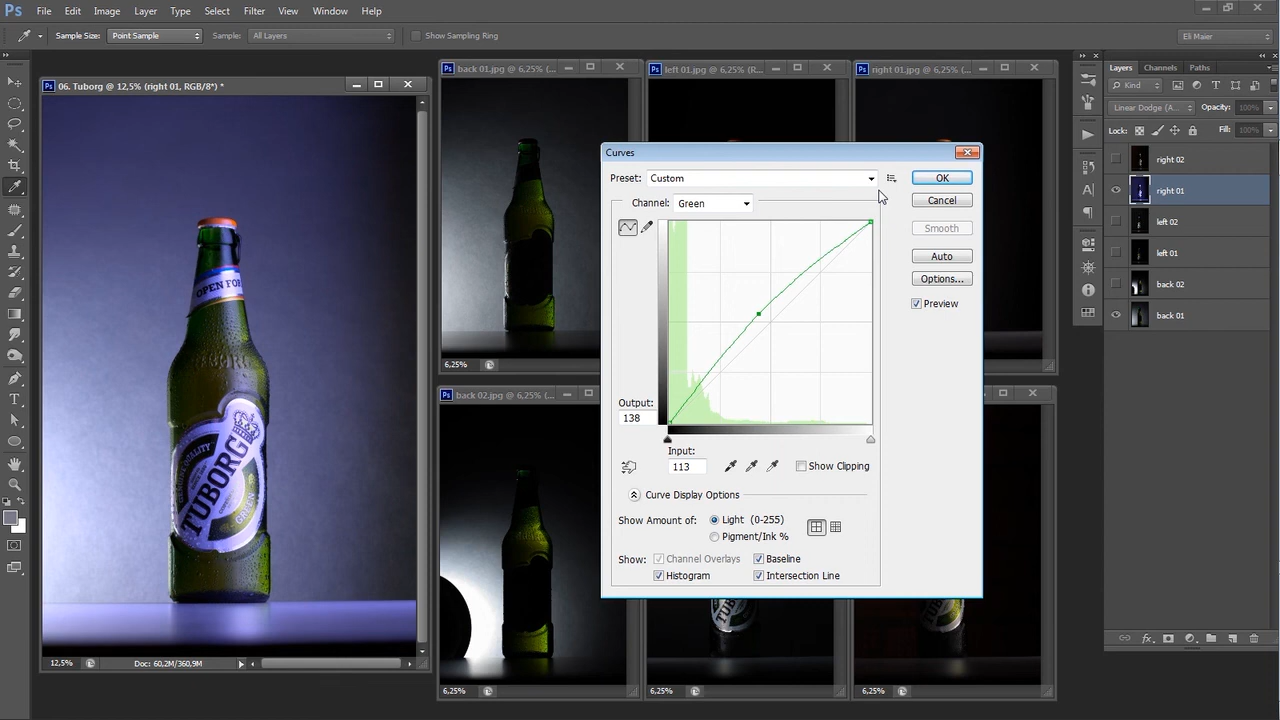 Ps File Edit Image Layer Type Select Filter View Window Help
Sample Size: Point Sample Sample: All Layers Show Sampling Ring Eli Maier
06. Tuborg @ 12,5% (right 01, RGB/8*) *
back 01.jpg @ 6,25% (...
left 01.jpg @ 6,25% (R...
right 01.jpg @ 6,25% (...
OPEN FOR
TUBORG
TUBORG
GREEN
12,5% Doc: 60,2M/360,9M
6,25%
back 02.jpg @ 6,25% (...
6,25%
6,25%
6,25%
Curves
Preset: Custom
OK
Channel: Green
Cancel
Smooth
Auto
Options...
Preview
Output:
138
Input:
113
Show Clipping
Curve Display Options
Show Amount of: Light (0-255)
Pigment/Ink %
Show: Channel Overlays Baseline
Histogram Intersection Line
Layers Channels Paths
Kind
Linear Dodge (A... Opacity: 100%
Lock: Fill: 100%
right 02
right 01
left 02
left 01
back 02
back 01